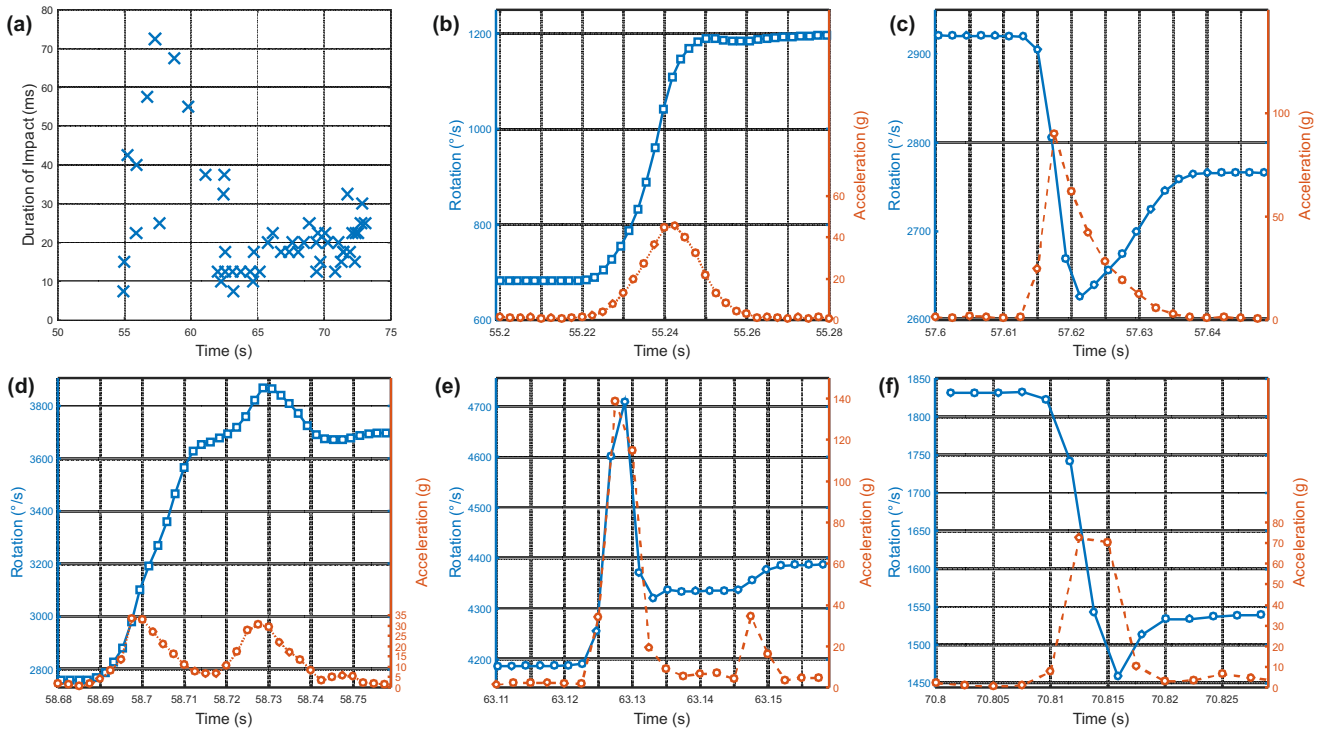 (a)
Duration of Impact (ms)
80
70
60
50
40
30
20
10
0
50 55 60 65 70 75
Time (s)
(b)
Rotation (°/s)
1200
1000
800
600
Acceleration (g)
60
40
20
0
55.2 55.22 55.24 55.26 55.28
Time (s)
(c)
Rotation (°/s)
2900
2800
2700
2600
Acceleration (g)
100
50
0
57.6 57.61 57.62 57.63 57.64
Time (s)
(d)
Rotation (°/s)
3800
3600
3400
3200
3000
2800
Acceleration (g)
35
30
25
20
15
10
5
0
58.68 58.69 58.7 58.71 58.72 58.73 58.74 58.75
Time (s)
(e)
Rotation (°/s)
4700
4600
4500
4400
4300
4200
Acceleration (g)
140
120
100
80
60
40
20
0
63.11 63.12 63.13 63.14 63.15
Time (s)
(f)
Rotation (°/s)
1850
1800
1750
1700
1650
1600
1550
1500
1450
Acceleration (g)
80
70
60
50
40
30
20
10
0
70.8 70.805 70.81 70.815 70.82 70.825
Time (s)